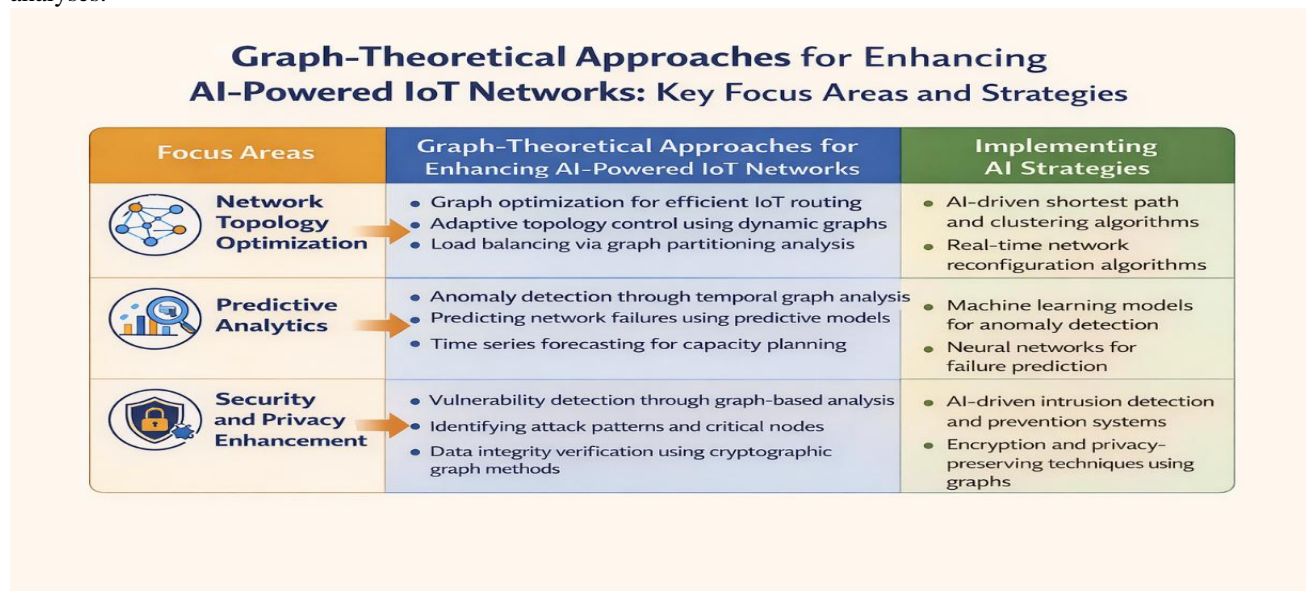 analyses.
Graph-Theoretical Approaches for Enhancing
AI-Powered IoT Networks: Key Focus Areas and Strategies
Focus Areas
Graph-Theoretical Approaches for
Enhancing AI-Powered IoT Networks
Implementing
AI Strategies
Network
Topology
Optimization
• Graph optimization for efficient IoT routing
• Adaptive topology control using dynamic graphs
• Load balancing via graph partitioning analysis
• AI-driven shortest path
and clustering algorithms
• Real-time network
reconfiguration algorithms
Predictive
Analytics
• Anomaly detection through temporal graph analysis
• Predicting network failures using predictive models
• Time series forecasting for capacity planning
• Machine learning models
for anomaly detection
• Neural networks for
failure prediction
Security
and Privacy
Enhancement
• Vulnerability detection through graph-based analysis
• Identifying attack patterns and critical nodes
• Data integrity verification using cryptographic
graph methods
• AI-driven intrusion detection
and prevention systems
• Encryption and privacy-
preserving techniques using
graphs